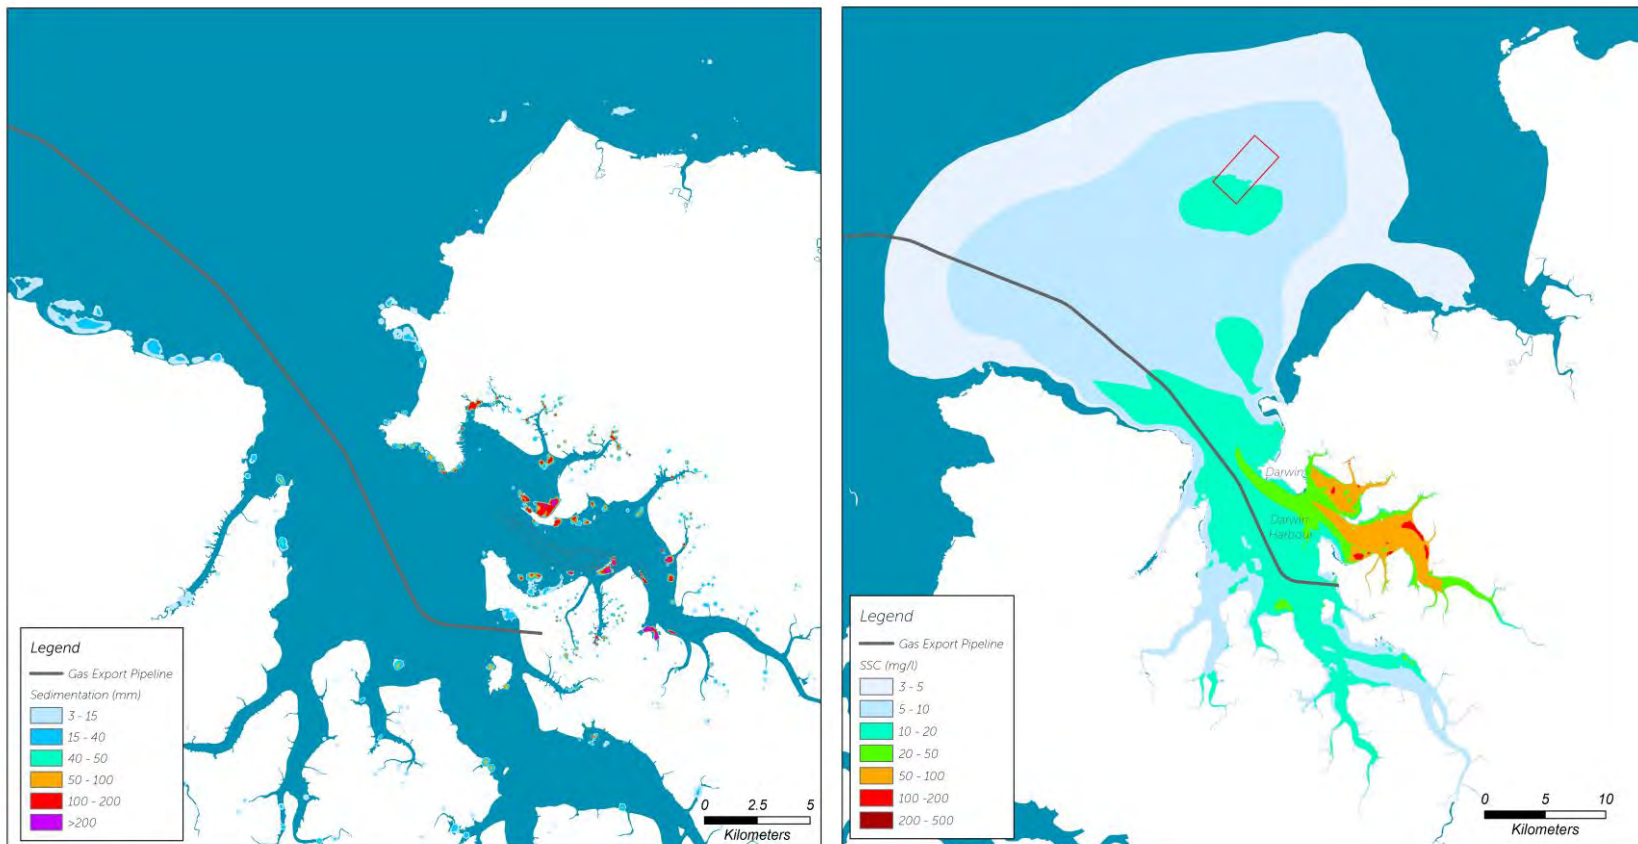 Legend
Gas Export Pipeline
Sedimentation (mm)
3 - 15
15 - 40
40 - 50
50 - 100
100 - 200
>200
0 2.5 5
Kilometers
Darwin
Darwin
Harbour
Legend
Gas Export Pipeline
SSC (mg/l)
3 - 5
5 - 10
10 - 20
20 - 50
50 - 100
100 -200
200 - 500
0 5 10
Kilometers